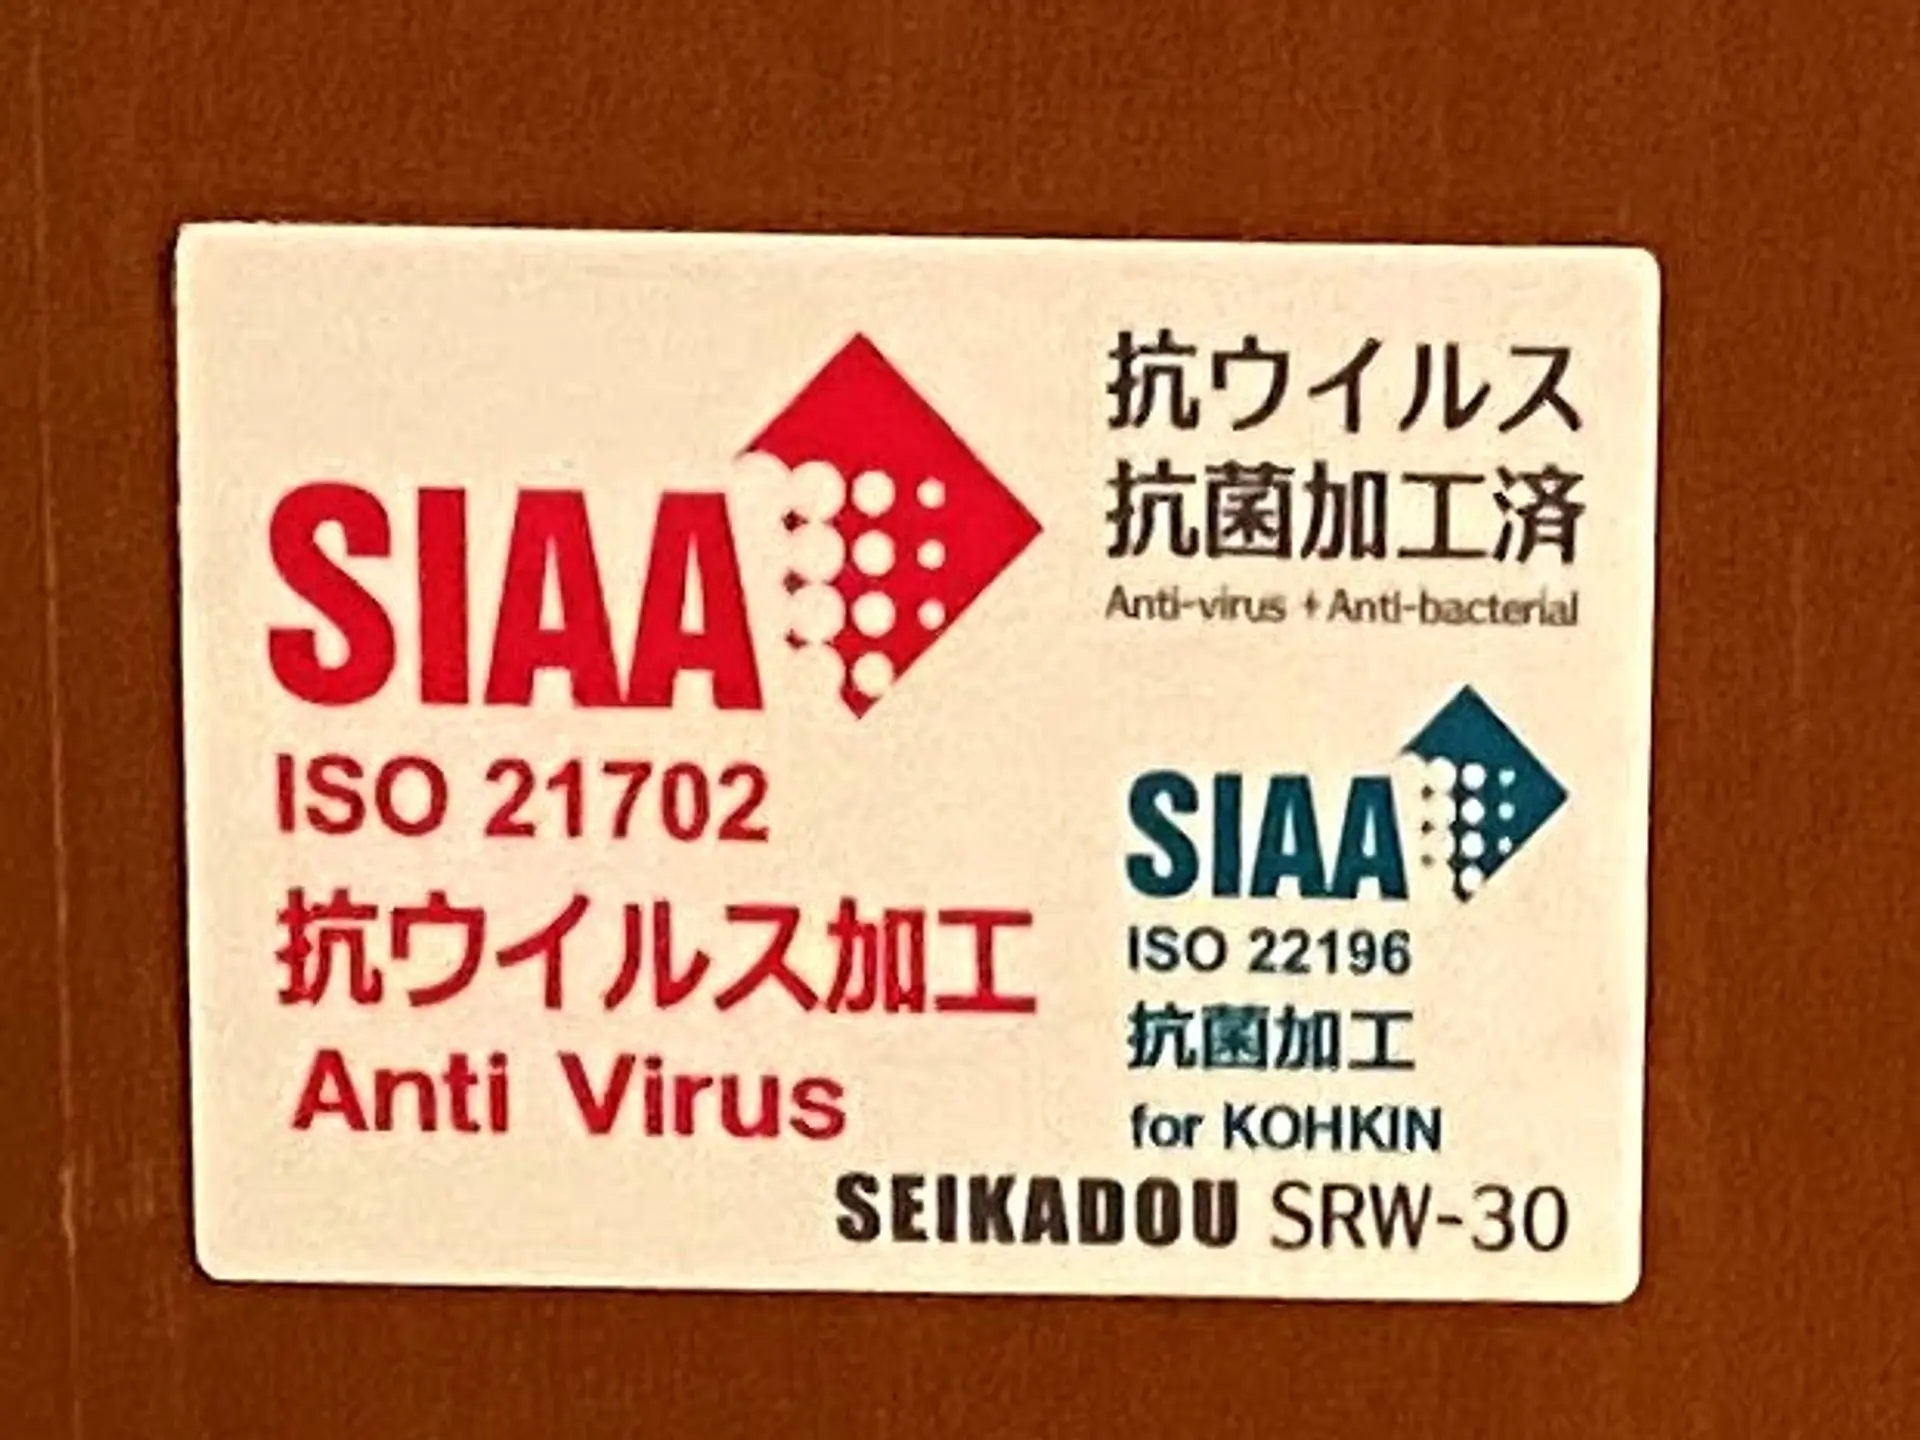 SIAA
ISO 21702
抗ウイルス加工
Anti Virus
抗ウイルス
抗菌加工済
Anti-virus + Anti-bacterial
SIAA
ISO 22196
抗菌加工
for KOHKIN
SEIKADOU SRW-30